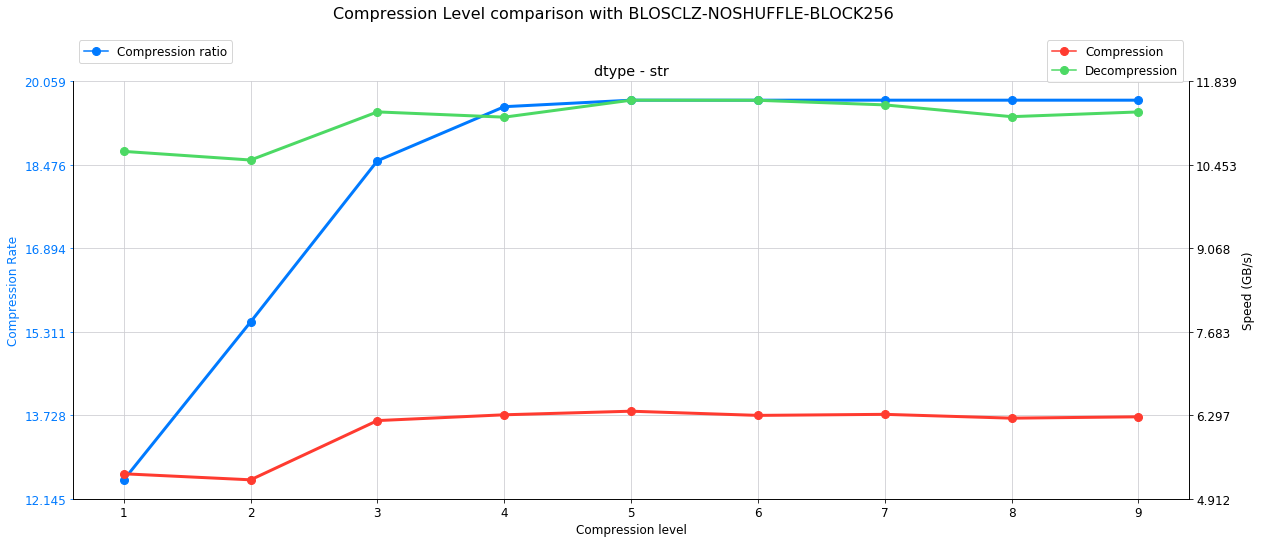 Compression Level comparison with BLOSCLZ-NOSHUFFLE-BLOCK256
Compression ratio
Compression
Decompression
dtype - str
20.059
18.476
16.894
15.311
13.728
12.145
Compression Rate
11.839
10.453
9.068
7.683
6.297
4.912
Speed (GB/s)
1 2 3 4 5 6 7 8 9
Compression level